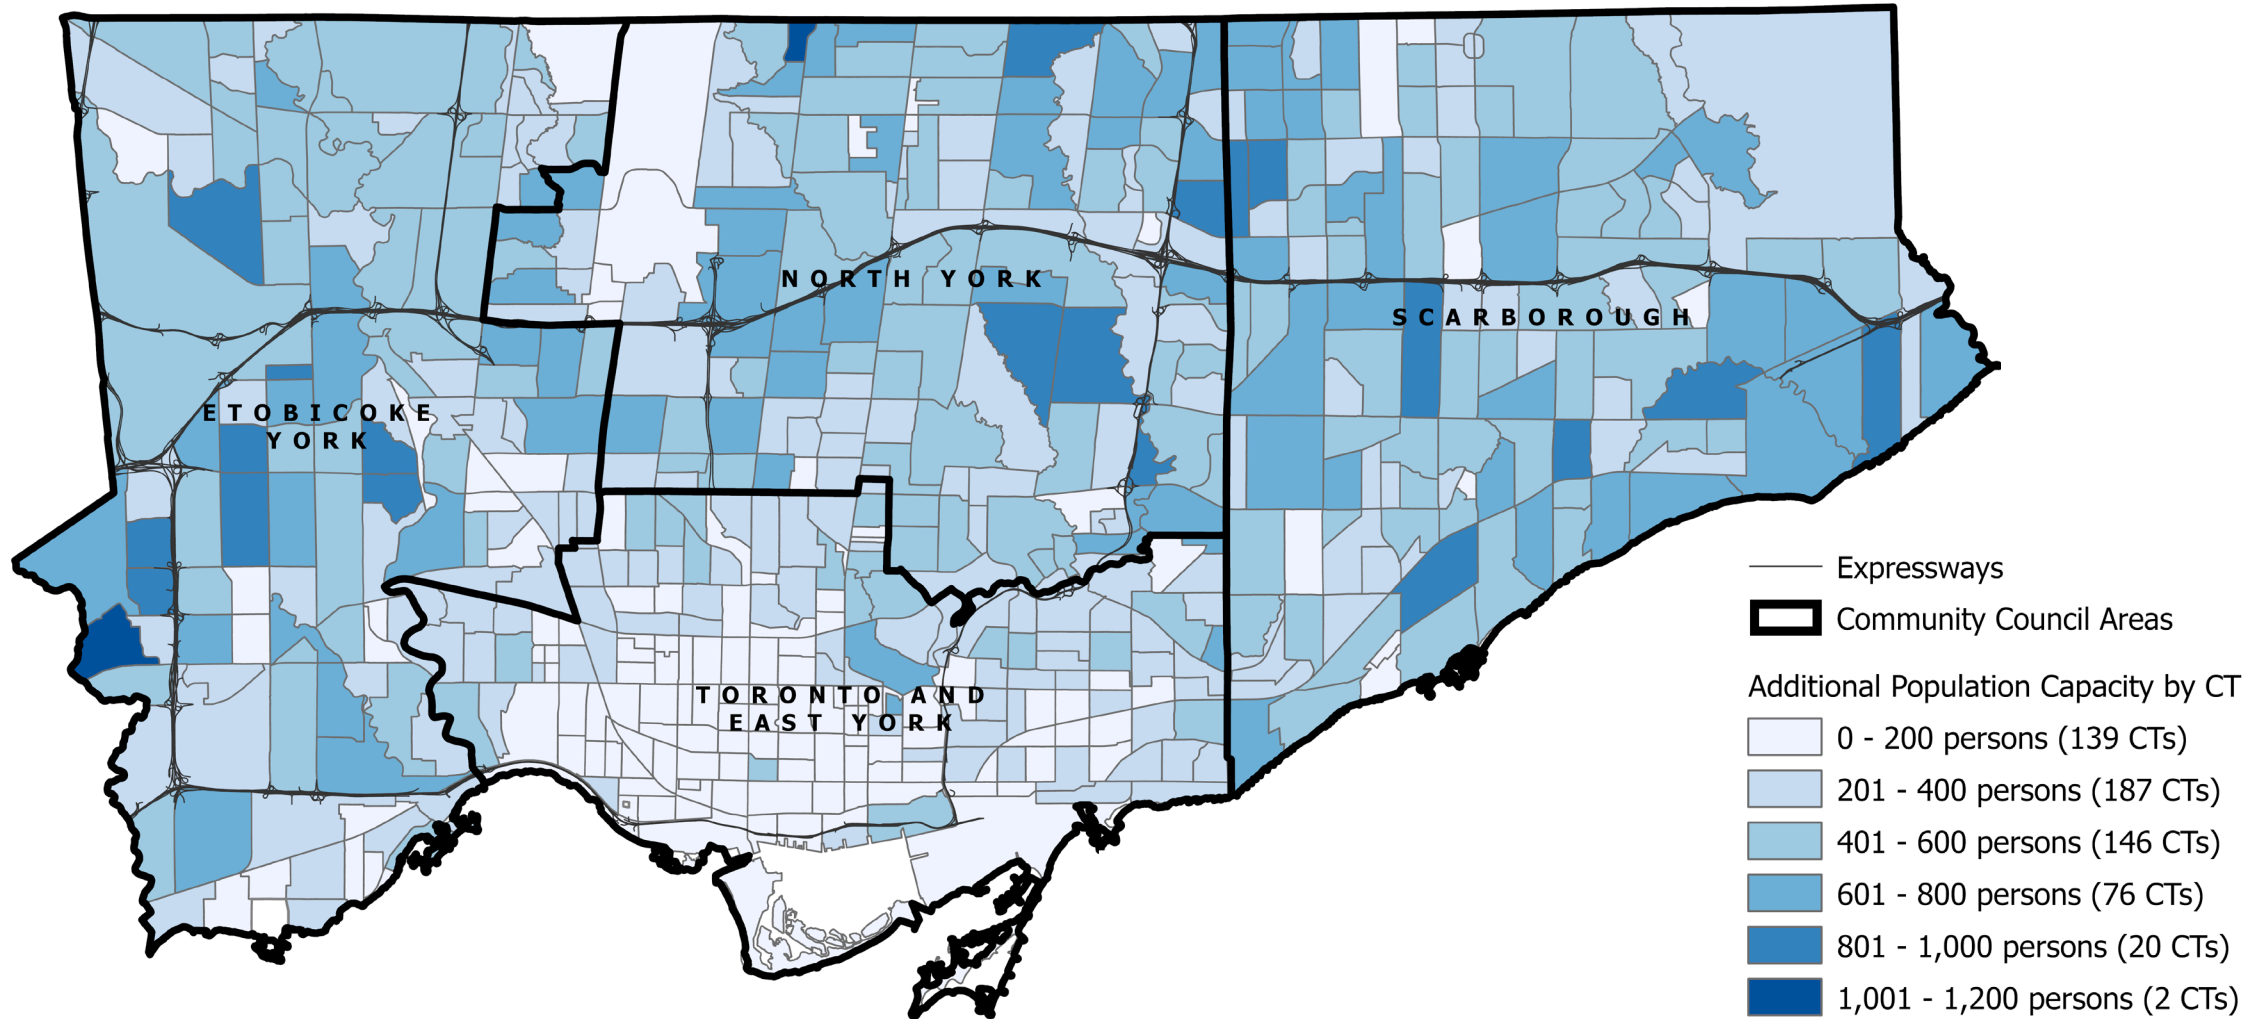 NORTH YORK
SCARBOROUGH
ETOBICOKE
YORK
TORONTO AND
EAST YORK
Expressways
Community Council Areas
Additional Population Capacity by CT
0 - 200 persons (139 CTs)
201 - 400 persons (187 CTs)
401 - 600 persons (146 CTs)
601 - 800 persons (76 CTs)
801 - 1,000 persons (20 CTs)
1,001 - 1,200 persons (2 CTs)